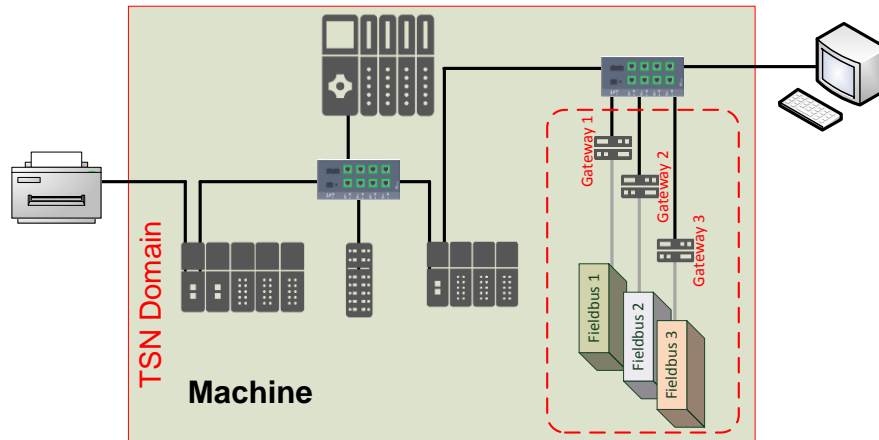 Gateway 1
Gateway 2
Gateway 3
TSN Domain
Fieldbus 1
Fieldbus 2
Fieldbus 3
Machine